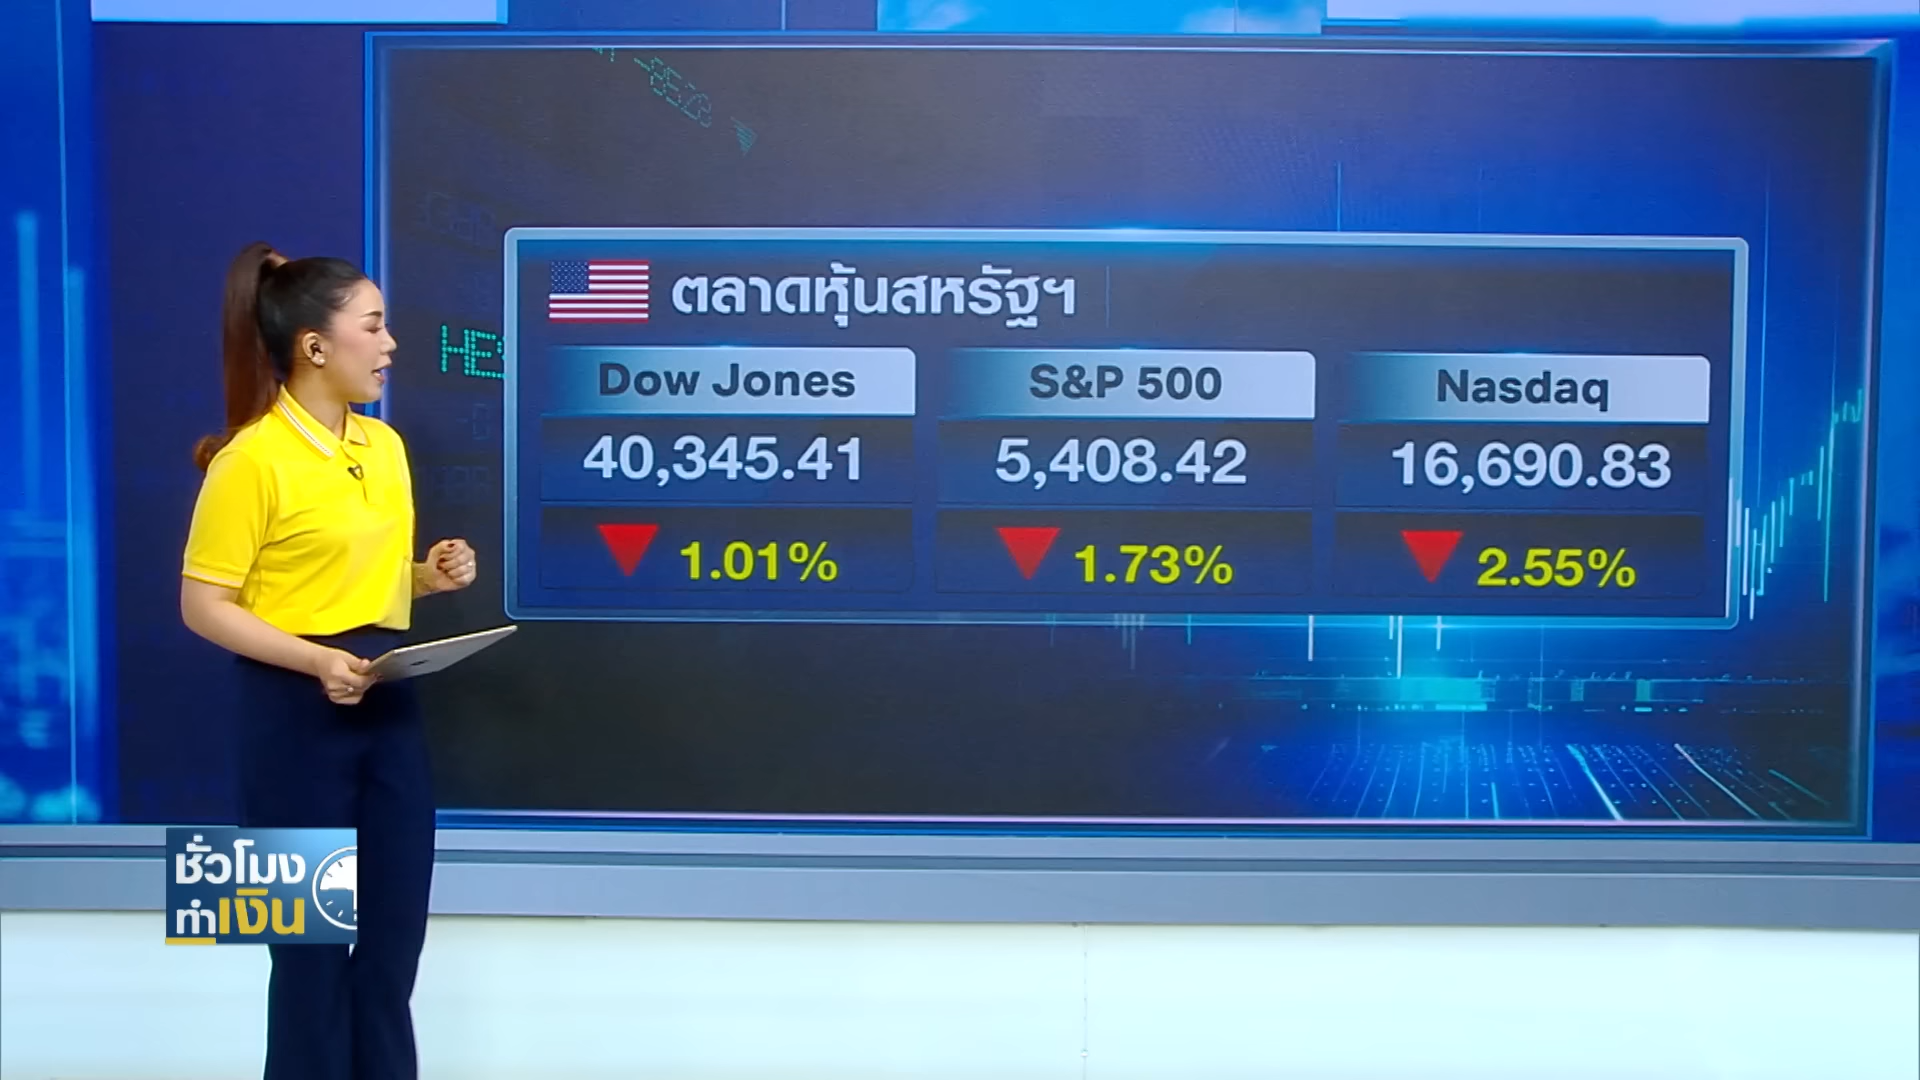 ตลาดหุ้นสหรัฐฯ
Dow Jones S&P 500 Nasdaq
40,345.41 5,408.42 16,690.83
1.01% 1.73% 2.55%
HES
ชั่วโมง
ทำเงิน